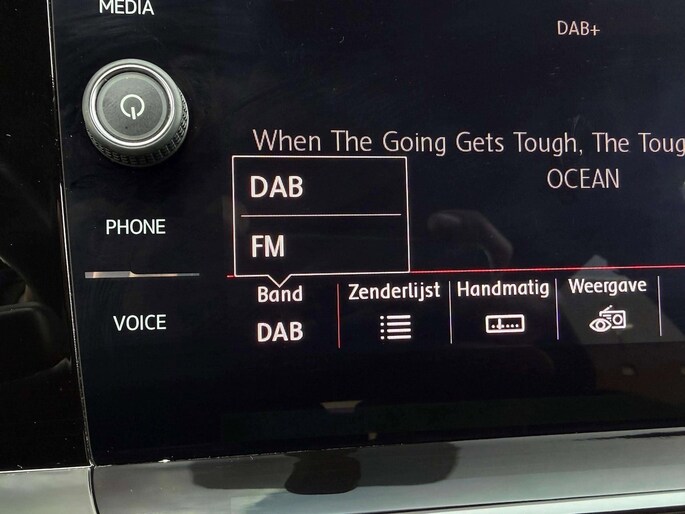 MEDIA
DAB+
When The Going Gets Tough, The Toug
OCEAN
DAB
FM
PHONE
Band
Zenderlijst
Handmatig
Weergave
VOICE
DAB